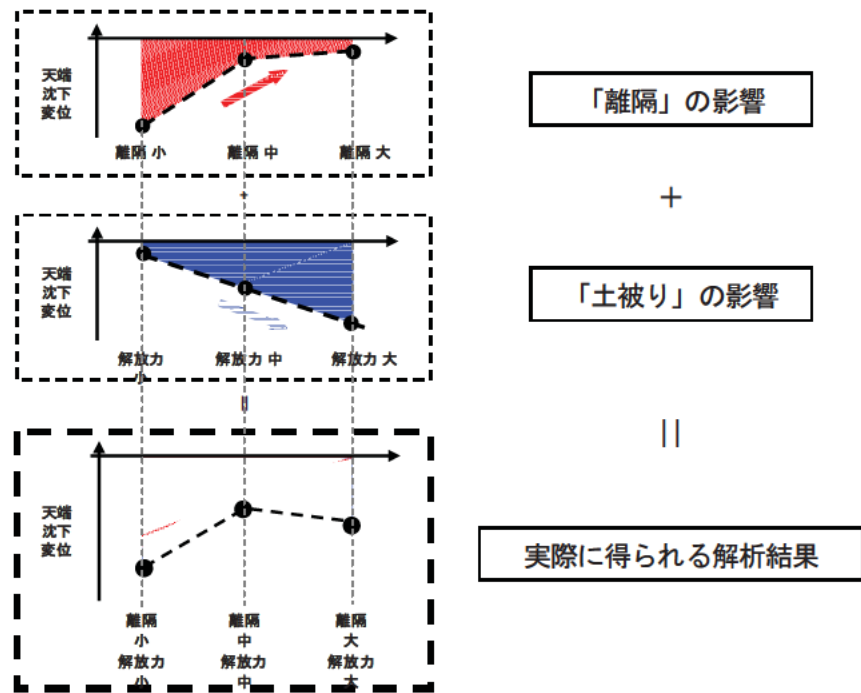 天端
沈下
変位
離隔 小 離隔 中 離隔 大
「離隔」の影響
+
+
天端
沈下
変位
解放力 解放力 中 解放力 大
小
「土被り」の影響
||
||
天端
沈下
変位
離隔 離隔 離隔
小 中 大
解放力 解放力 解放力
小 中 大
実際に得られる解析結果